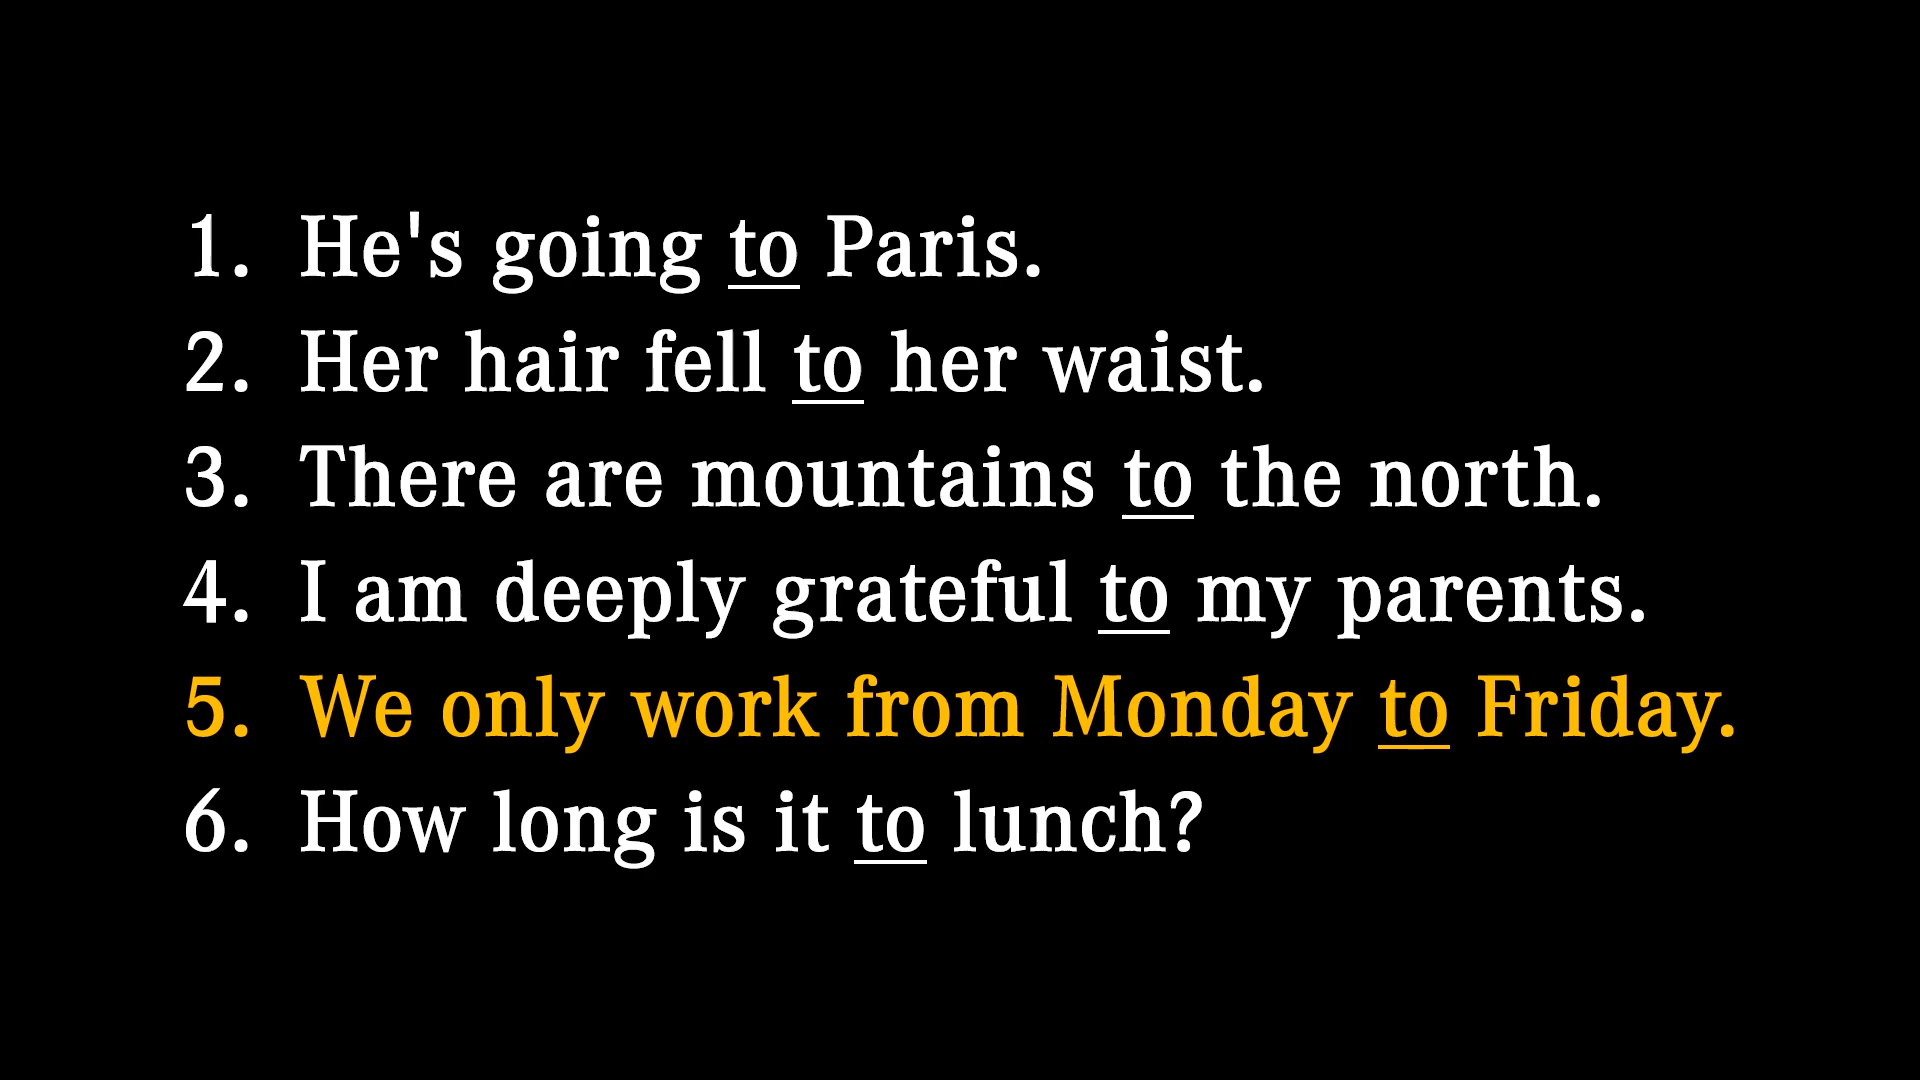 1. He's going to Paris.
2. Her hair fell to her waist.
3. There are mountains to the north.
4. I am deeply grateful to my parents.
5. We only work from Monday to Friday.
6. How long is it to lunch?